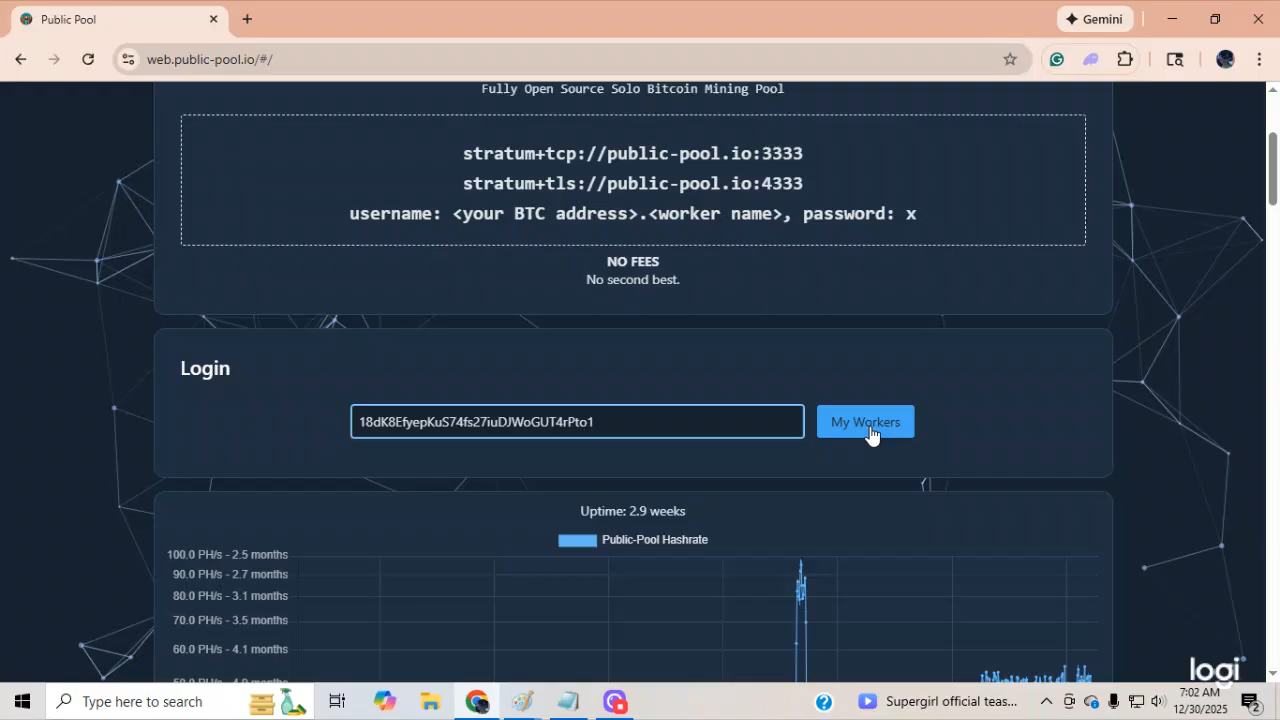 Public Pool
Gemini
web.public-pool.io/#/
Fully Open Source Solo Bitcoin Mining Pool
stratum+tcp://public-pool.io:3333
stratum+tls://public-pool.io:4333
username: <your BTC address>.<worker name>, password: x
NO FEES
No second best.
Login
18dK8EfyepKuS74fs27iuDJWoGUT4rPto1
My Workers
Uptime: 2.9 weeks
Public-Pool Hashrate
100.0 PH/s - 2.5 months
90.0 PH/s - 2.7 months
80.0 PH/s - 3.1 months
70.0 PH/s - 3.5 months
60.0 PH/s - 4.1 months
logi
Type here to search
Supergirl official teas...
7:02 AM
12/30/2025
2